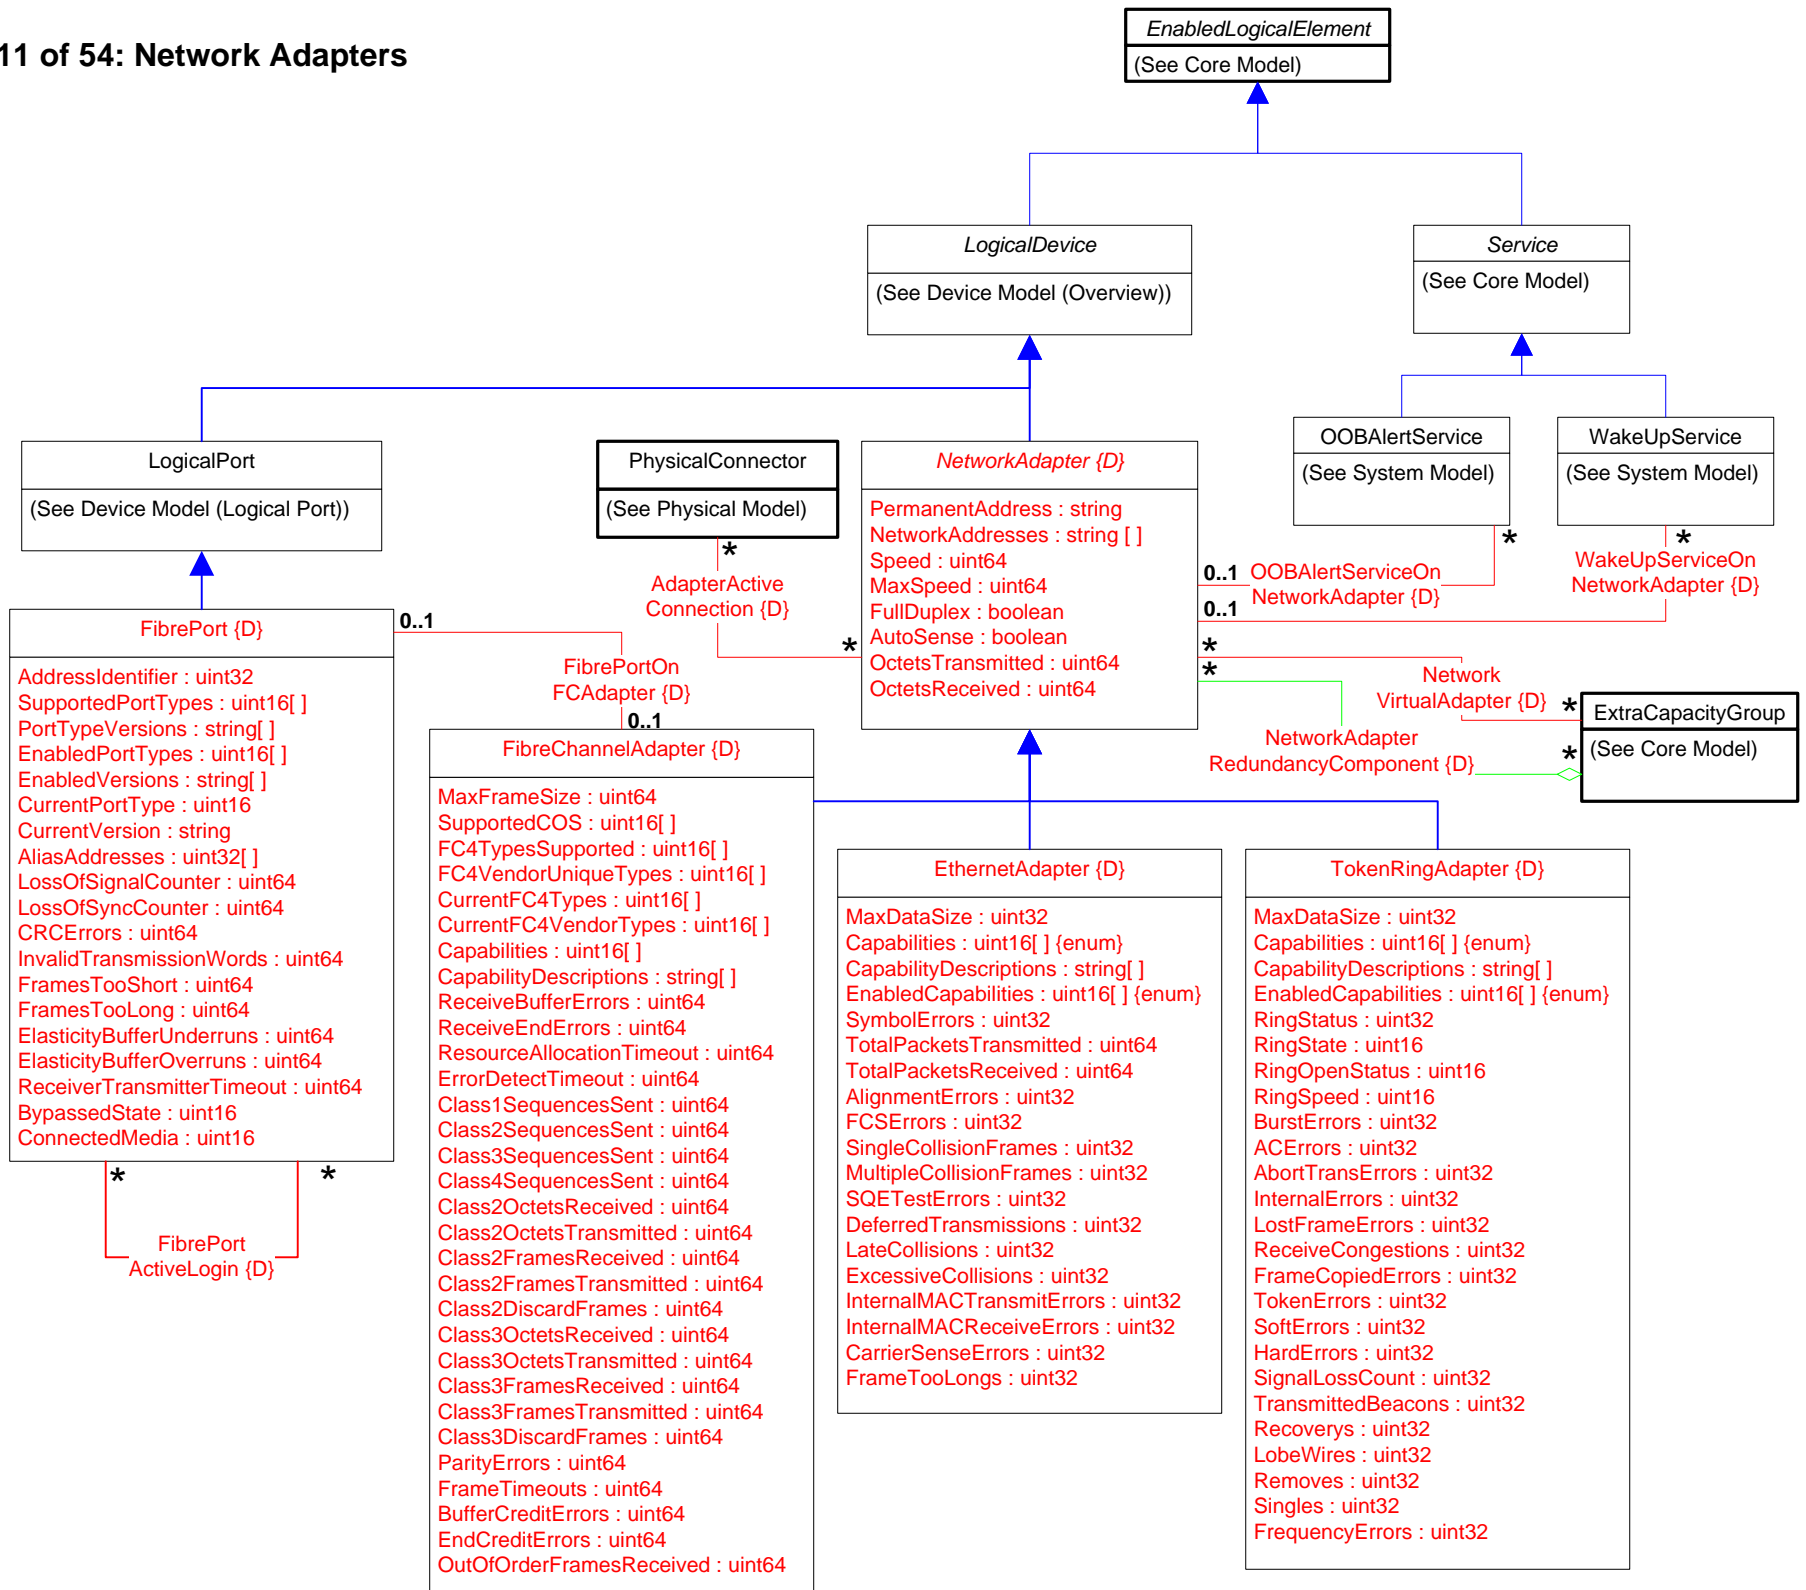 11 of 54: Network Adapters
EnabledLogicalElement
(See Core Model)
LogicalDevice
(See Device Model (Overview))
Service
(See Core Model)
OOBAlertService
(See System Model)
WakeUpService
(See System Model)
LogicalPort
(See Device Model (Logical Port))
PhysicalConnector
(See Physical Model)
*
AdapterActive
Connection {D}
*
NetworkAdapter {D}
PermanentAddress : string
NetworkAddresses : string [ ]
Speed : uint64
MaxSpeed : uint64
FullDuplex : boolean
AutoSense : boolean
OctetsTransmitted : uint64
OctetsReceived : uint64
*
0..1
OOBAlertServiceOn
NetworkAdapter {D}
*
0..1
WakeUpServiceOn
NetworkAdapter {D}
*
Network
VirtualAdapter {D}
*
*
NetworkAdapter
RedundancyComponent {D}
*
ExtraCapacityGroup
(See Core Model)
FibrePort {D}
AddressIdentifier : uint32
SupportedPortTypes : uint16[ ]
PortTypeVersions : string[ ]
EnabledPortTypes : uint16[ ]
EnabledVersions : string[ ]
CurrentPortType : uint16
CurrentVersion : string
AliasAddresses : uint32[ ]
LossOfSignalCounter : uint64
LossOfSyncCounter : uint64
CRCErrors : uint64
InvalidTransmissionWords : uint64
FramesTooShort : uint64
FramesTooLong : uint64
ElasticityBufferUnderruns : uint64
ElasticityBufferOverruns : uint64
ReceiverTransmitterTimeout : uint64
BypassedState : uint16
ConnectedMedia : uint16
*
*
FibrePort
ActiveLogin {D}
0..1
FibrePortOn
FCAdapter {D}
0..1
FibreChannelAdapter {D}
MaxFrameSize : uint64
SupportedCOS : uint16[ ]
FC4TypesSupported : uint16[ ]
FC4VendorUniqueTypes : uint16[ ]
CurrentFC4Types : uint16[ ]
CurrentFC4VendorTypes : uint16[ ]
Capabilities : uint16[ ]
CapabilityDescriptions : string[ ]
ReceiveBufferErrors : uint64
ReceiveEndErrors : uint64
ResourceAllocationTimeout : uint64
ErrorDetectTimeout : uint64
Class1SequencesSent : uint64
Class2SequencesSent : uint64
Class3SequencesSent : uint64
Class4SequencesSent : uint64
Class2OctetsReceived : uint64
Class2OctetsTransmitted : uint64
Class2FramesReceived : uint64
Class2FramesTransmitted : uint64
Class2DiscardFrames : uint64
Class3OctetsReceived : uint64
Class3OctetsTransmitted : uint64
Class3FramesReceived : uint64
Class3FramesTransmitted : uint64
Class3DiscardFrames : uint64
ParityErrors : uint64
FrameTimeouts : uint64
BufferCreditErrors : uint64
EndCreditErrors : uint64
OutOfOrderFramesReceived : uint64
EthernetAdapter {D}
MaxDataSize : uint32
Capabilities : uint16[ ] {enum}
CapabilityDescriptions : string[ ]
EnabledCapabilities : uint16[ ] {enum}
SymbolErrors : uint32
TotalPacketsTransmitted : uint64
TotalPacketsReceived : uint64
AlignmentErrors : uint32
FCSErrors : uint32
SingleCollisionFrames : uint32
MultipleCollisionFrames : uint32
SQETestErrors : uint32
DeferredTransmissions : uint32
LateCollisions : uint32
ExcessiveCollisions : uint32
InternalMACTransmitErrors : uint32
InternalMACReceiveErrors : uint32
CarrierSenseErrors : uint32
FrameTooLongs : uint32
TokenRingAdapter {D}
MaxDataSize : uint32
Capabilities : uint16[ ] {enum}
CapabilityDescriptions : string[ ]
EnabledCapabilities : uint16[ ] {enum}
RingStatus : uint32
RingState : uint16
RingOpenStatus : uint16
RingSpeed : uint16
BurstErrors : uint32
ACErrors : uint32
AbortTransErrors : uint32
InternalErrors : uint32
LostFrameErrors : uint32
ReceiveCongestions : uint32
FrameCopiedErrors : uint32
TokenErrors : uint32
SoftErrors : uint32
HardErrors : uint32
SignalLossCount : uint32
TransmittedBeacons : uint32
Recoverys : uint32
LobeWires : uint32
Removes : uint32
Singles : uint32
FrequencyErrors : uint32